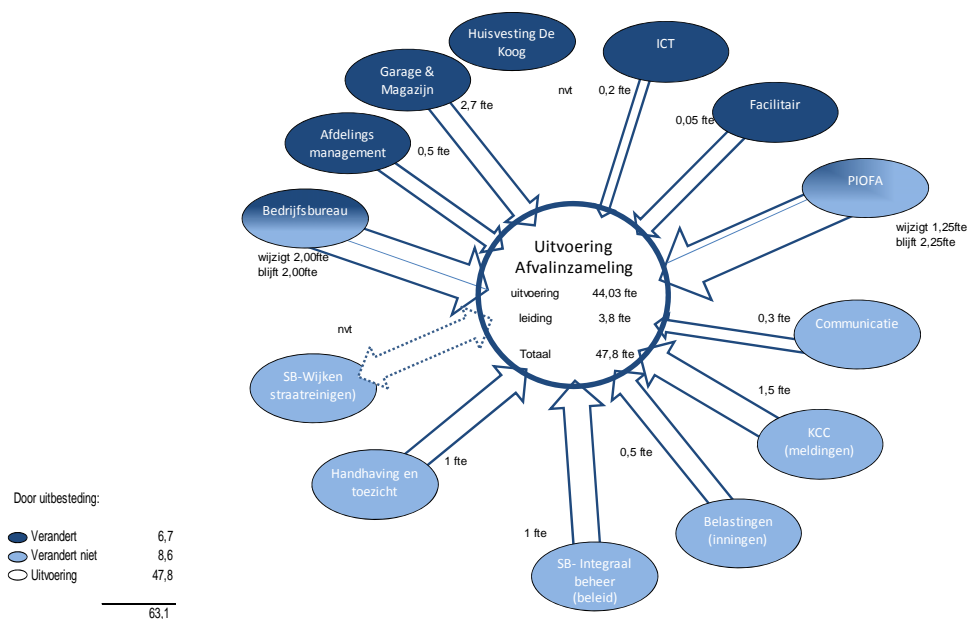 Huisvesting De
Koog
ICT
Garage &
Magazijn
nvt
0,2 fte
2,7 fte
Facilitair
0,05 fte
Afdelings
management
0,5 fte
PIOFA
Bedrijfsbureau
wijzigt 1,25fte
blijft 2,25fte
wijzigt 2,00fte
blijft 2,00fte
Uitvoering
Afvalinzameling
uitvoering 44,03 fte
leiding 3,8 fte
Totaal 47,8 fte
0,3 fte
Communicatie
nvt
SB-Wijken
straatreinigen)
1,5 fte
KCC
(meldingen)
Handhaving en
toezicht
1 fte
0,5 fte
Belastingen
(inningen)
1 fte
SB- Integraal
beheer
(beleid)
Door uitbesteding:
Verandert 6,7
Verandert niet 8,6
Uitvoering 47,8
63,1